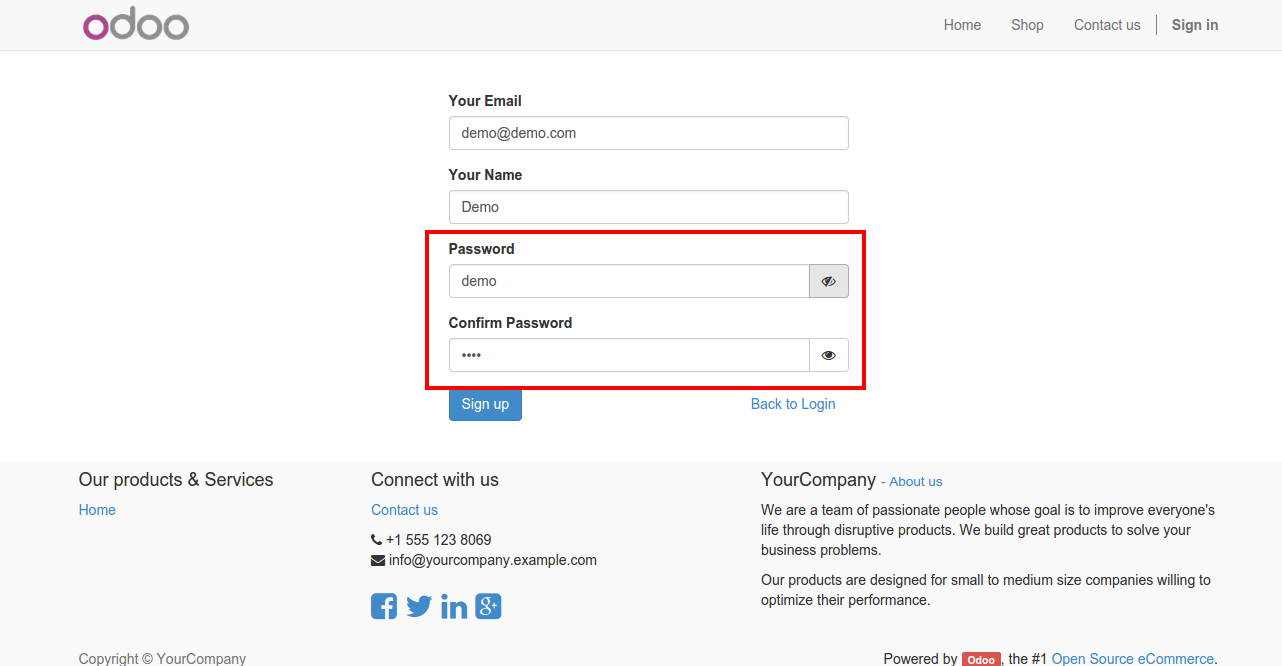 odoo
Home Shop Contact us Sign in
Your Email
demo@demo.com
Your Name
Demo
Password
demo
Confirm Password
••••
Sign up Back to Login
Our products & Services
Home
Connect with us
Contact us
+1 555 123 8069
info@yourcompany.example.com
YourCompany - About us
We are a team of passionate people whose goal is to improve everyone's
life through disruptive products. We build great products to solve your
business problems.
Our products are designed for small to medium size companies willing to
optimize their performance.
Copyright © YourCompany
Powered by Odoo, the #1 Open Source eCommerce.